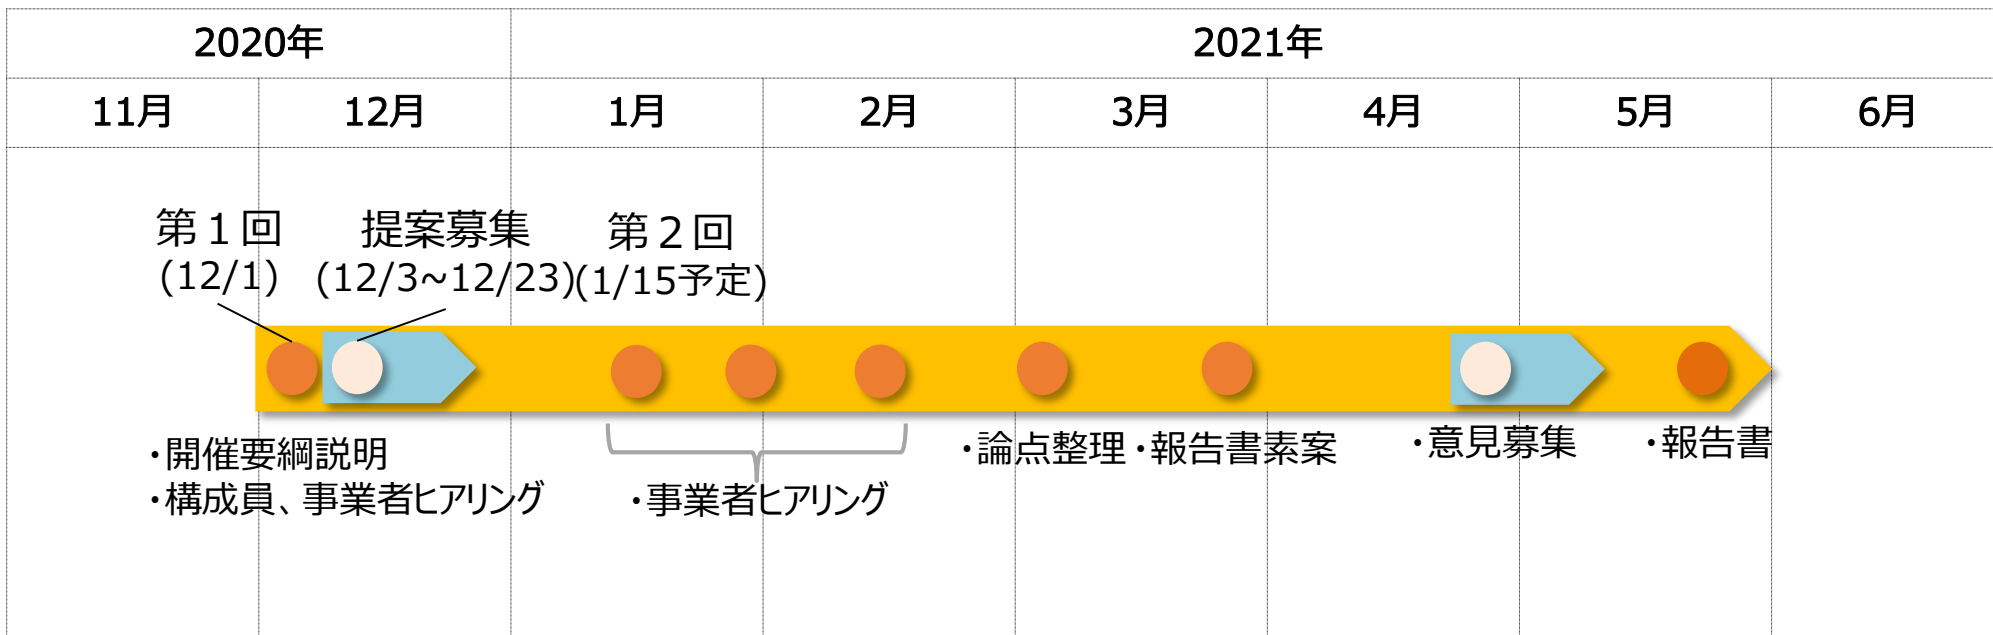 2020年
2021年
11月
12月
1月
2月
3月
4月
5月
6月
第１回
(12/1)
提案募集
(12/3~12/23)
第２回
(1/15予定)
・開催要綱説明
・構成員、事業者ヒアリング
・事業者ヒアリング
・論点整理
・報告書素案
・意見募集
・報告書